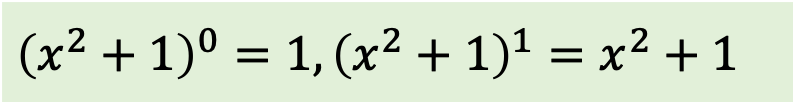 (x² + 1)⁰ = 1, (x² + 1)¹ = x² + 1